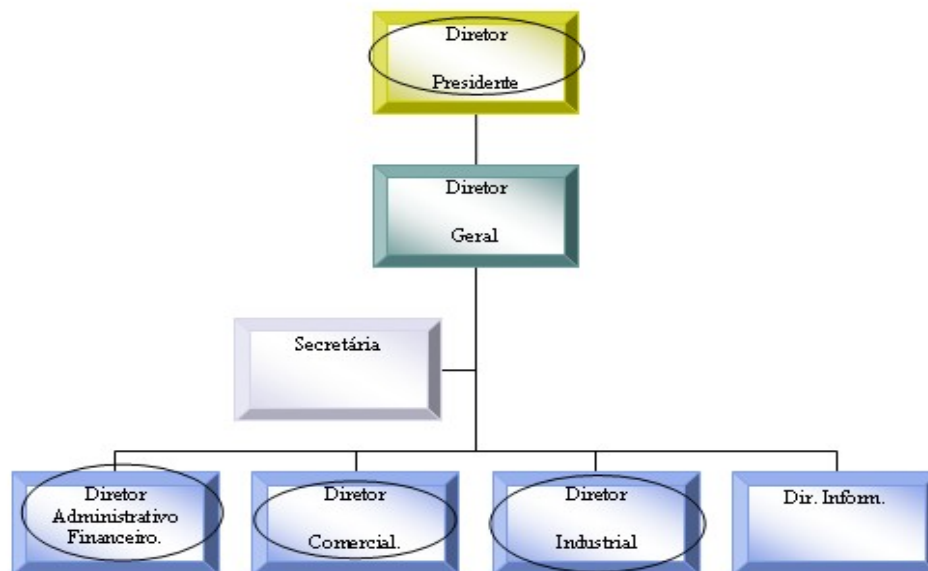 Diretor
Presidente
Diretor
Geral
Secretária
Diretor
Administrativo
Financeiro.
Diretor
Comercial.
Diretor
Industrial
Dir. Inform.